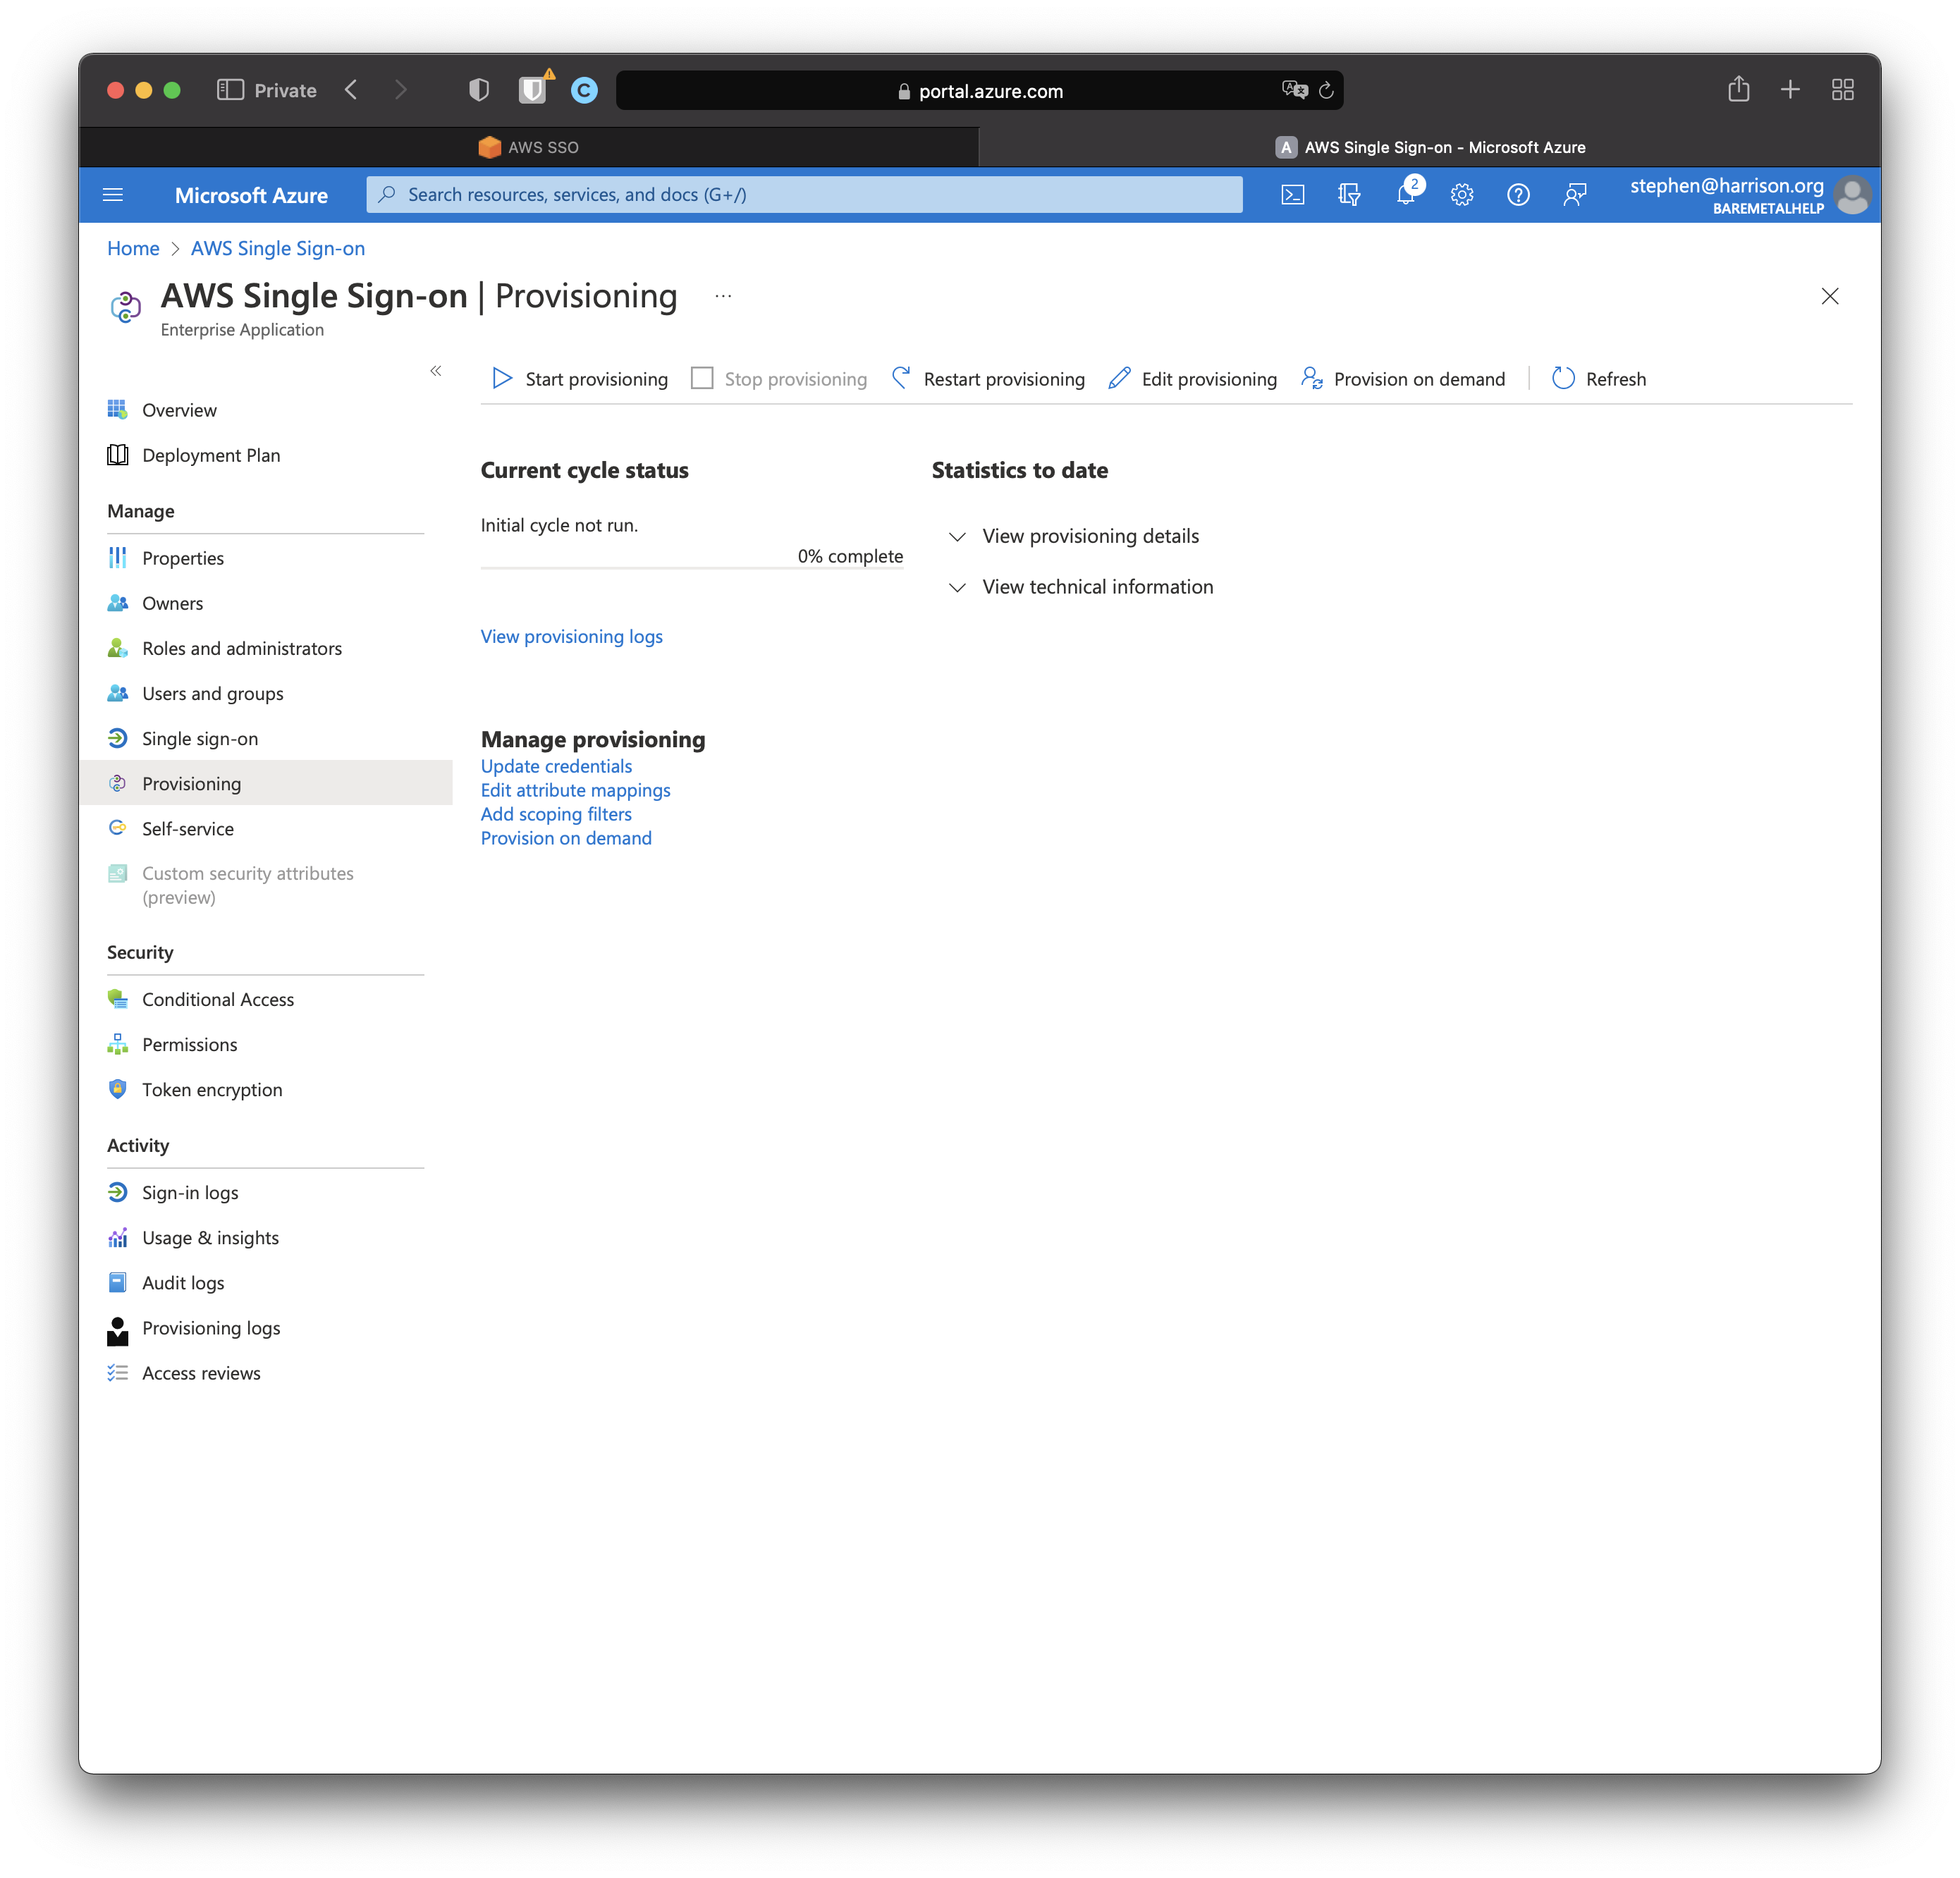 Private
portal.azure.com
AWS SSO
A AWS Single Sign-on - Microsoft Azure
Microsoft Azure
Search resources, services, and docs (G+/)
2
stephen@harrison.org
BAREMETALHELP
Home > AWS Single Sign-on
AWS Single Sign-on | Provisioning ...
Enterprise Application
«
Start provisioning Stop provisioning Restart provisioning Edit provisioning Provision on demand | Refresh
Overview
Deployment Plan
Manage
Properties
Owners
Roles and administrators
Users and groups
Single sign-on
Provisioning
Self-service
Custom security attributes
(preview)
Security
Conditional Access
Permissions
Token encryption
Activity
Sign-in logs
Usage & insights
Audit logs
Provisioning logs
Access reviews
Current cycle status
Initial cycle not run.
0% complete
View provisioning logs
Statistics to date
View provisioning details
View technical information
Manage provisioning
Update credentials
Edit attribute mappings
Add scoping filters
Provision on demand